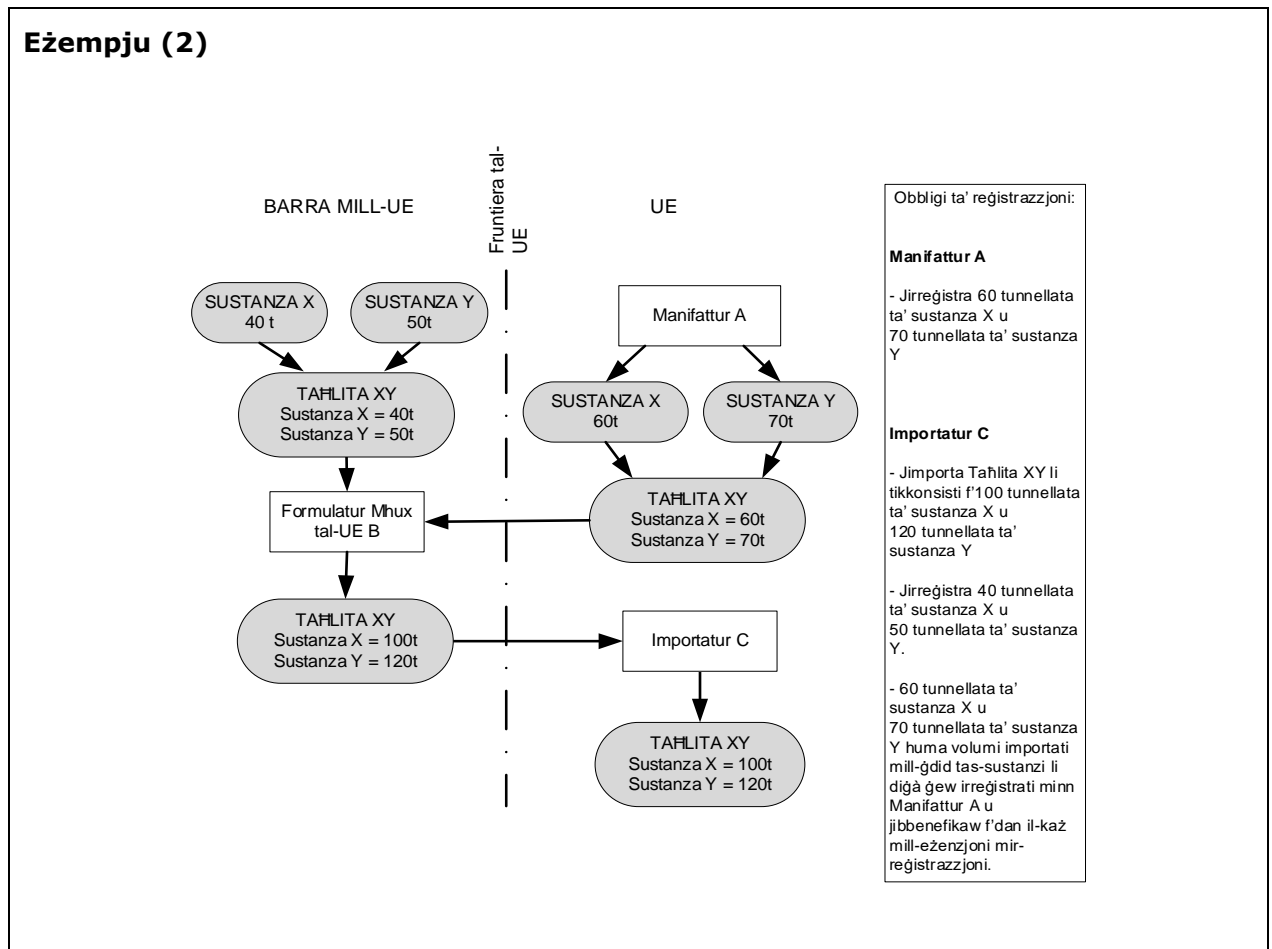 Eżempju (2)
BARRA MILL-UE
Fruntiera tal-
UE
UE
SUSTANZA X
40 t
SUSTANZA Y
50t
TAĦLITA XY
Sustanza X = 40t
Sustanza Y = 50t
Formulatur Mhux
tal-UE B
TAĦLITA XY
Sustanza X = 100t
Sustanza Y = 120t
Manifattur A
SUSTANZA X
60t
SUSTANZA Y
70t
TAĦLITA XY
Sustanza X = 60t
Sustanza Y = 70t
Importatur C
TAĦLITA XY
Sustanza X = 100t
Sustanza Y = 120t
Obbligi ta’ reġistrazzjoni:
Manifattur A
- Jirreġistra 60 tunnellata
ta’ sustanza X u
70 tunnellata ta’ sustanza
Y
Importatur C
- Jimporta Taħlita XY li
tikkonsisti f’100 tunnellata
ta’ sustanza X u
120 tunnellata ta’
sustanza Y
- Jirreġistra 40 tunnellata
ta’ sustanza X u
50 tunnellata ta’ sustanza
Y.
- 60 tunnellata ta’
sustanza X u
70 tunnellata ta’ sustanza
Y huma volumi importati
mill-ġdid tas-sustanzi li
diġà ġew irreġistrati minn
Manifattur A u
jibbenefikaw f’dan il-każ
mill-eżenzjoni mir-
reġistrazzjoni.